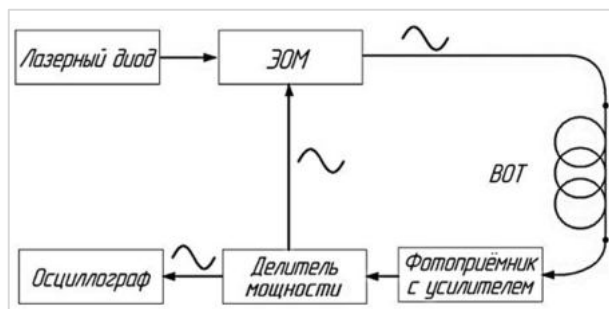 Лазерный диод
ЭОМ
ВОТ
Осциллограф
Делитель
мощности
Фотоприёмник
с усилителем